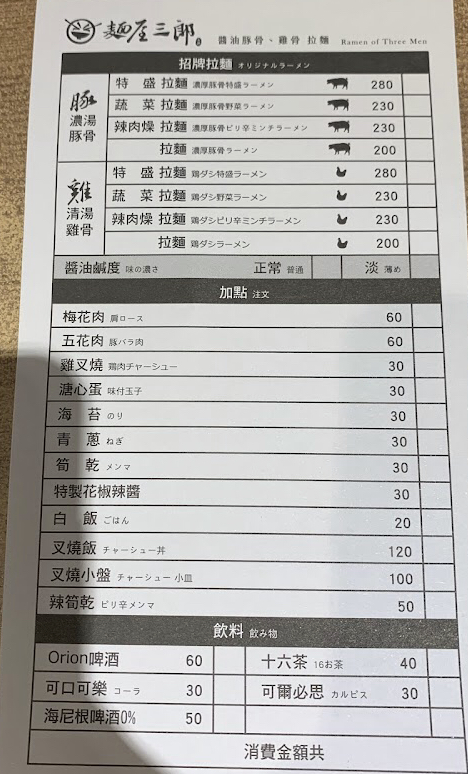 麵屋三郎 醬油豚骨、雞骨 拉麵 Ramen of Three Men
招牌拉麵 オリジナルラーメン
豚 濃湯 豚骨
特 盛 拉麵 濃厚豚骨特盛ラーメン 280
蔬 菜 拉麵 濃厚豚骨野菜ラーメン 230
辣肉燥 拉麵 濃厚豚骨ピリ辛ミンチラーメン 230
拉麵 濃厚豚骨ラーメン 200
雞 清湯 雞骨
特 盛 拉麵 鶏ダシ特盛ラーメン 280
蔬 菜 拉麵 鶏ダシ野菜ラーメン 230
辣肉燥 拉麵 鶏ダシピリ辛ミンチラーメン 230
拉麵 鶏ダシラーメン 200
醬油鹹度 味の濃さ 正常 普通 淡 薄め
加點 注文
梅花肉 肩ロース 60
五花肉 豚バラ肉 60
雞叉燒 鶏肉チャーシュー 30
溏心蛋 味付玉子 30
海 苔 のり 30
青 蔥 ねぎ 30
筍 乾 メンマ 30
特製花椒辣醬 30
白 飯 ごはん 20
叉燒飯 チャーシュー丼 120
叉燒小盤 チャーシュー 小皿 100
辣筍乾 ピリ辛メンマ 50
飲料 飲み物
Orion啤酒 60 十六茶 16お茶 40
可口可樂 コーラ 30 可爾必思 カルピス 30
海尼根啤酒0% 50
消費金額共